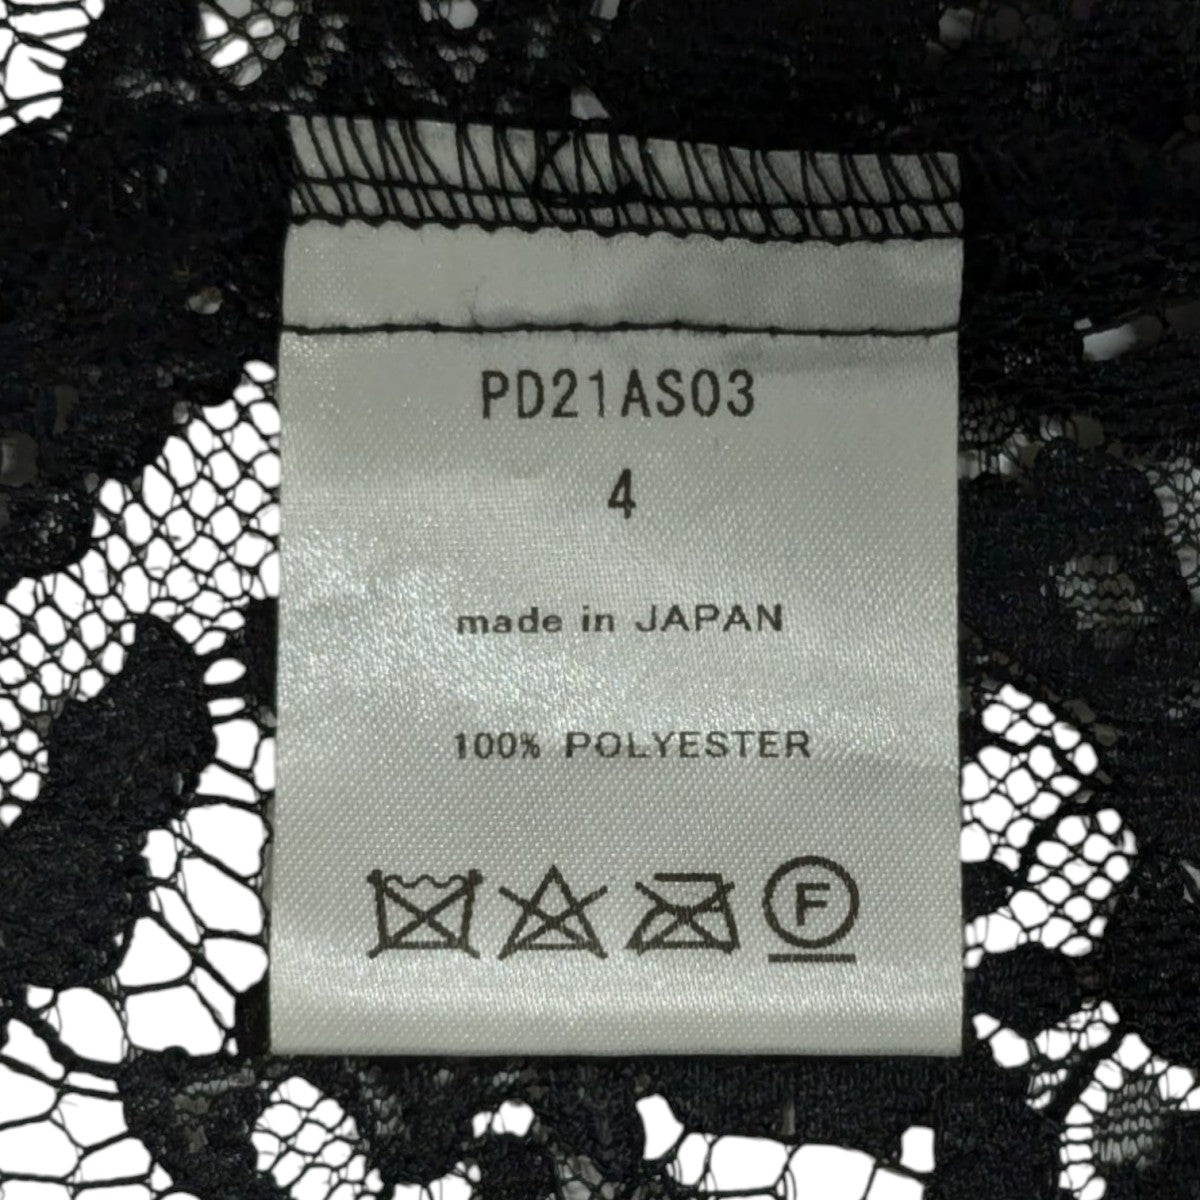 PD21AS03
4
made in JAPAN
100% POLYESTER
F